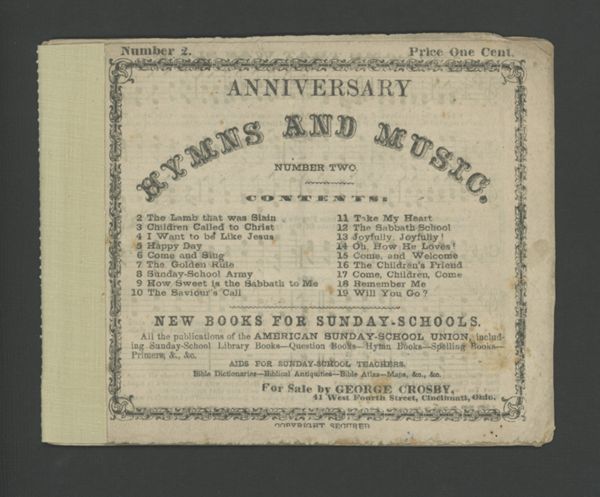 Number 2.
Price One Cent.
ANNIVERSARY
HYMNS AND MUSIC.
NUMBER TWO
CONTENTS:
2 The Lamb that was Slain
3 Children Called to Christ
4 I Want to be Like Jesus
5 Happy Day
6 Come and Sing
7 The Golden Rule
8 Sunday-School Army
9 How Sweet is the Sabbath to Me
10 The Saviour's Call
11 Take My Heart
12 The Sabbath-School
13 Joyfully, Joyfully!
14 Oh, How He Loves!
15 Come, and Welcome
16 The Children's Friend
17 Come, Children, Come
18 Remember Me
19 Will You Go?
NEW BOOKS FOR SUNDAY-SCHOOLS.
All the publications of the AMERICAN SUNDAY-SCHOOL UNION, includ-
ing Sunday-School Library Books—Question Books—Hymn Books—Spelling Books—
Primers, &., &c.
AIDS FOR SUNDAY-SCHOOL TEACHERS.
Bible Dictionaries—Biblical Antiquities—Bible Atlas—Maps, &c., &c.
For Sale by GEORGE CROSBY,
41 West Fourth Street, Cincinnati, Ohio.
COPYRIGHT SECURED